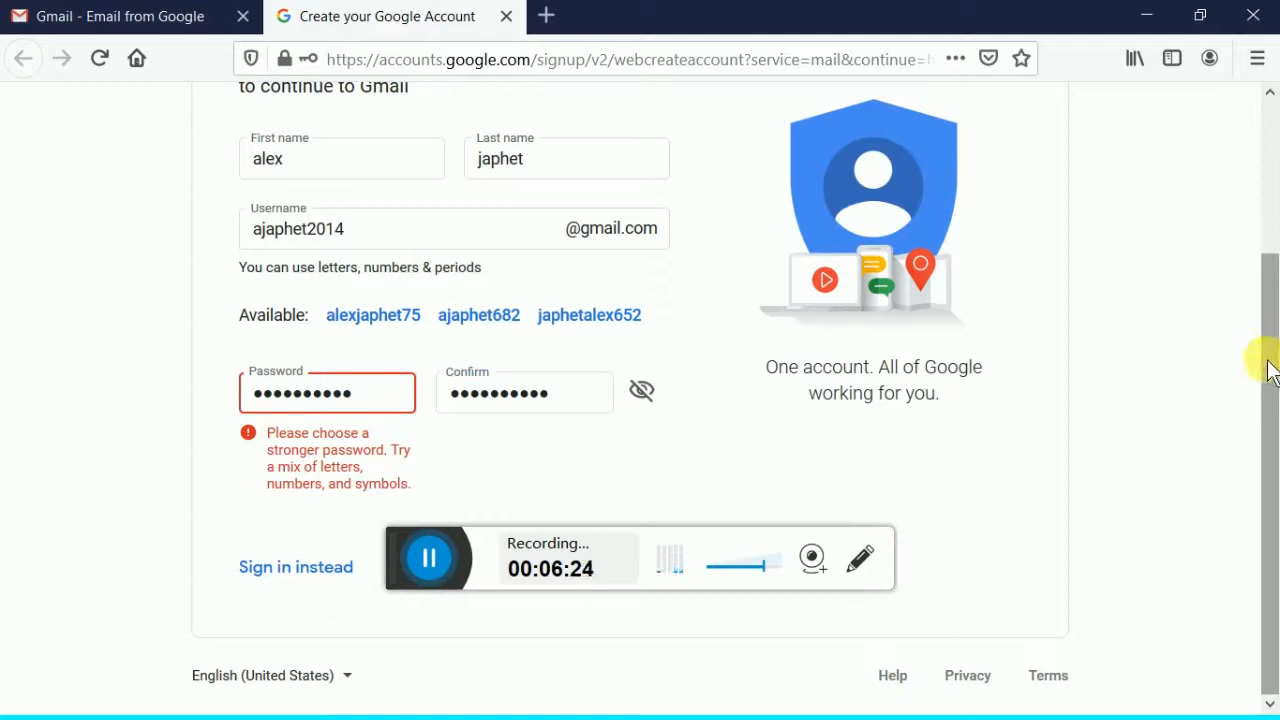 Gmail - Email from Google
Create your Google Account
https://accounts.google.com/signup/v2/webcreateaccount?service=mail&continue=
to continue to Gmail
First name
Last name
alex
japhet
Username
ajaphet2014
@gmail.com
You can use letters, numbers & periods
Available: alexjaphet75 ajaphet682 japhetalex652
Password
Confirm
••••••••••
••••••••••
Please choose a
stronger password. Try
a mix of letters,
numbers, and symbols.
One account. All of Google
working for you.
Sign in instead
Recording...
00:06:24
English (United States)
Help
Privacy
Terms